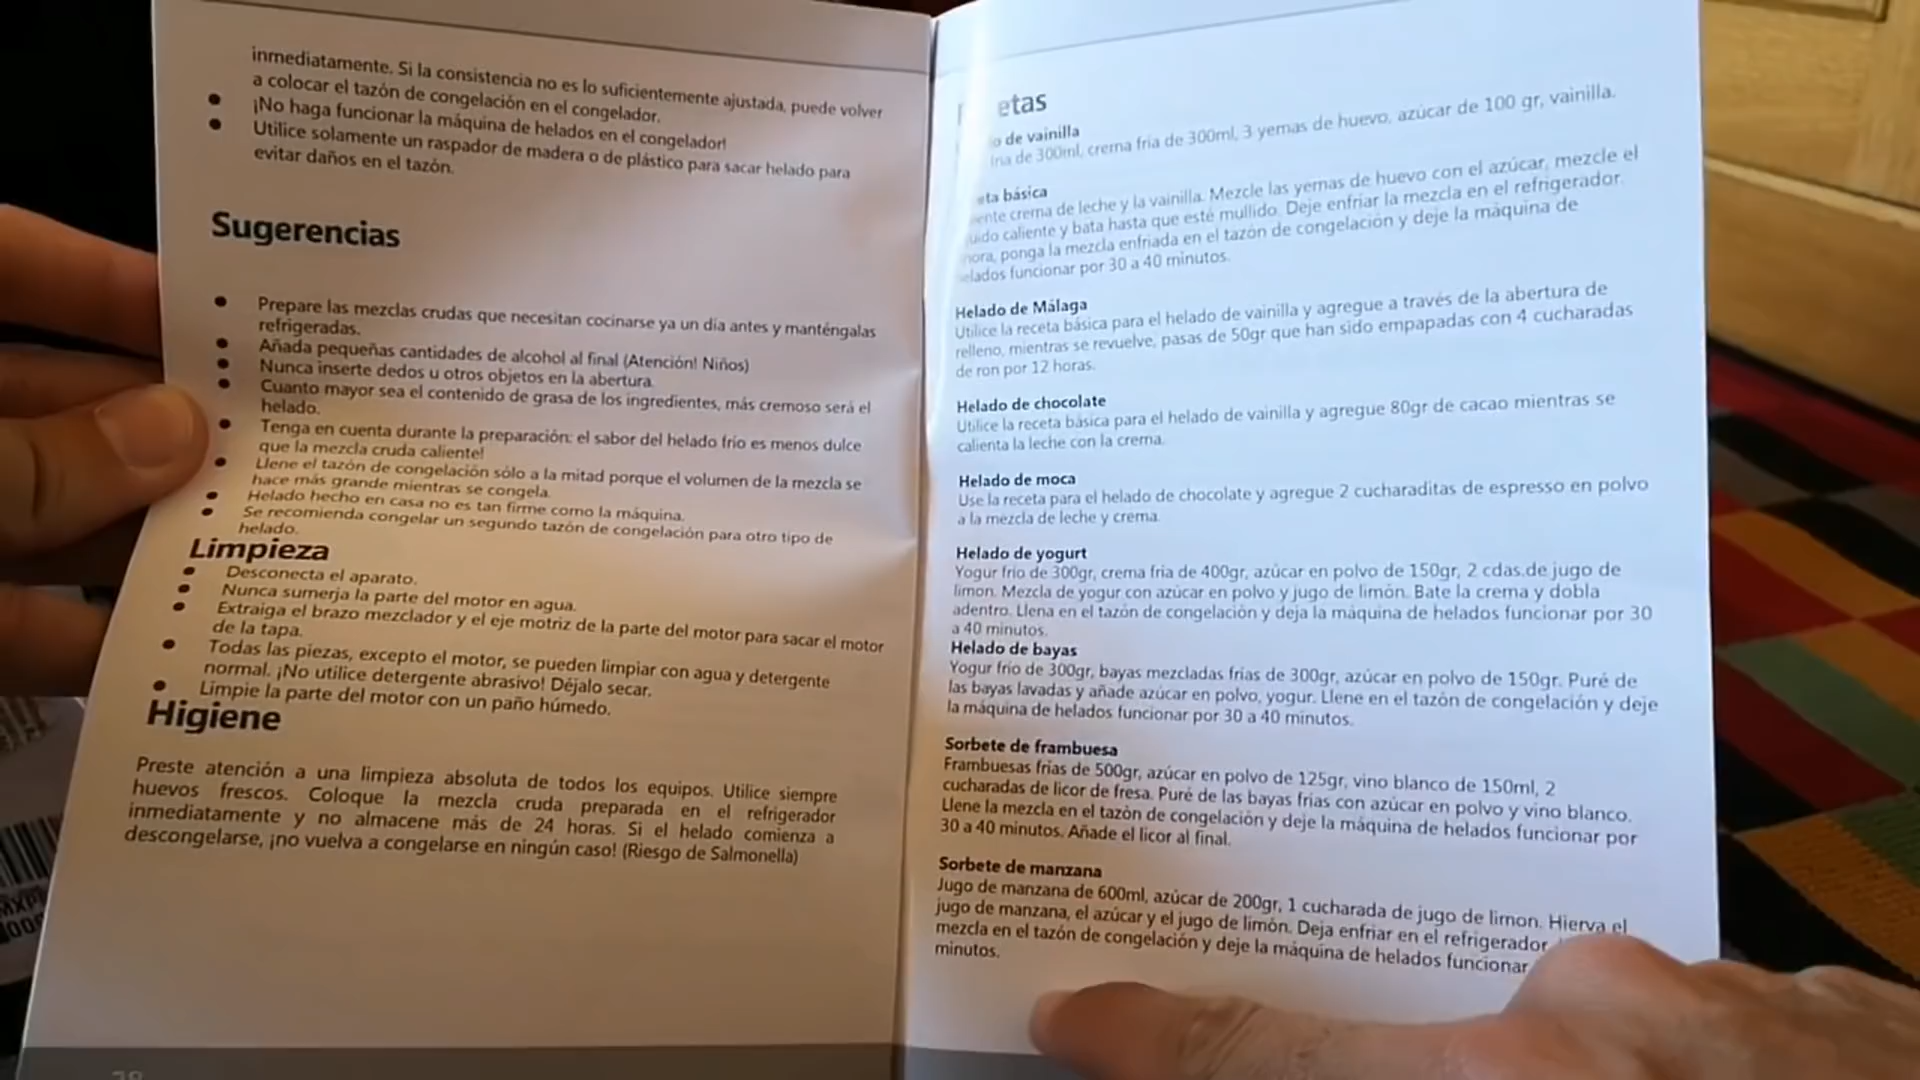 inmediatamente. Si la consistencia no es lo suficientemente ajustada, puede volver
a colocar el tazón de congelación en el congelador.
● ¡No haga funcionar la máquina de helados en el congelador!
● Utilice solamente un raspador de madera o de plástico para sacar helado para
evitar daños en el tazón.
Sugerencias
● Prepare las mezclas crudas que necesitan cocinarse ya un día antes y manténgalas
refrigeradas.
● Añada pequeñas cantidades de alcohol al final (Atención! Niños)
● Nunca inserte dedos u otros objetos en la abertura.
● Cuanto mayor sea el contenido de grasa de los ingredientes, más cremoso será el
helado.
● Tenga en cuenta durante la preparación: el sabor del helado frío es menos dulce
que la mezcla cruda caliente!
● Llene el tazón de congelación sólo a la mitad porque el volumen de la mezcla se
hace más grande mientras se congela.
● Helado hecho en casa no es tan firme como la máquina.
● Se recomienda congelar un segundo tazón de congelación para otro tipo de
helado.
Limpieza
● Desconecta el aparato.
● Nunca sumerja la parte del motor en agua.
● Extraiga el brazo mezclador y el eje motriz de la parte del motor para sacar el motor
de la tapa.
● Todas las piezas, excepto el motor, se pueden limpiar con agua y detergente
normal. ¡No utilice detergente abrasivo! Déjalo secar.
● Limpie la parte del motor con un paño húmedo.
Higiene
Preste atención a una limpieza absoluta de todos los equipos. Utilice siempre
huevos frescos. Coloque la mezcla cruda preparada en el refrigerador
inmediatamente y no almacene más de 24 horas. Si el helado comienza a
descongelarse, ¡no vuelva a congelarse en ningún caso! (Riesgo de Salmonella)
etas
o de vainilla
de 300ml, crema fria de 300ml, 3 yemas de huevo, azúcar de 100 gr, vainilla.
básica
crema de leche y la vainilla. Mezcle las yemas de huevo con el azúcar, mezcle el
caliente y bata hasta que esté mullido. Deje enfriar la mezcla en el refrigerador.
ponga la mezcla enfriada en el tazón de congelación y deje la máquina de
funcionar por 30 a 40 minutos.
Helado de Málaga
Utilice la receta básica para el helado de vainilla y agregue a través de la abertura de
relleno, mientras se revuelve, pasas de 50gr que han sido empapadas con 4 cucharadas
de ron por 12 horas.
Helado de chocolate
Utilice la receta básica para el helado de vainilla y agregue 80gr de cacao mientras se
calienta la leche con la crema.
Helado de moca
Use la receta para el helado de chocolate y agregue 2 cucharaditas de espresso en polvo
a la mezcla de leche y crema.
Helado de yogurt
Yogur frio de 300gr, crema fria de 400gr, azúcar en polvo de 150gr, 2 cdas.de jugo de
limon. Mezcla de yogur con azúcar en polvo y jugo de limón. Bate la crema y dobla
adentro. Llena en el tazón de congelación y deja la máquina de helados funcionar por 30
a 40 minutos.
Helado de bayas
Yogur frio de 300gr, bayas mezcladas frias de 300gr, azúcar en polvo de 150gr. Puré de
las bayas lavadas y añade azúcar en polvo, yogur. Llene en el tazón de congelación y deje
la máquina de helados funcionar por 30 a 40 minutos.
Sorbete de frambuesa
Frambuesas frias de 500gr, azúcar en polvo de 125gr, vino blanco de 150ml, 2
cucharadas de licor de fresa. Puré de las bayas frias con azúcar en polvo y vino blanco.
Llene la mezcla en el tazón de congelación y deje la máquina de helados funcionar por
30 a 40 minutos. Añade el licor al final.
Sorbete de manzana
Jugo de manzana de 600ml, azúcar de 200gr, 1 cucharada de jugo de limon. Hierva el
jugo de manzana, el azúcar y el jugo de limón. Deja enfriar en el refrigerador.
mezcla en el tazón de congelación y deje la máquina de helados funcionar
minutos.